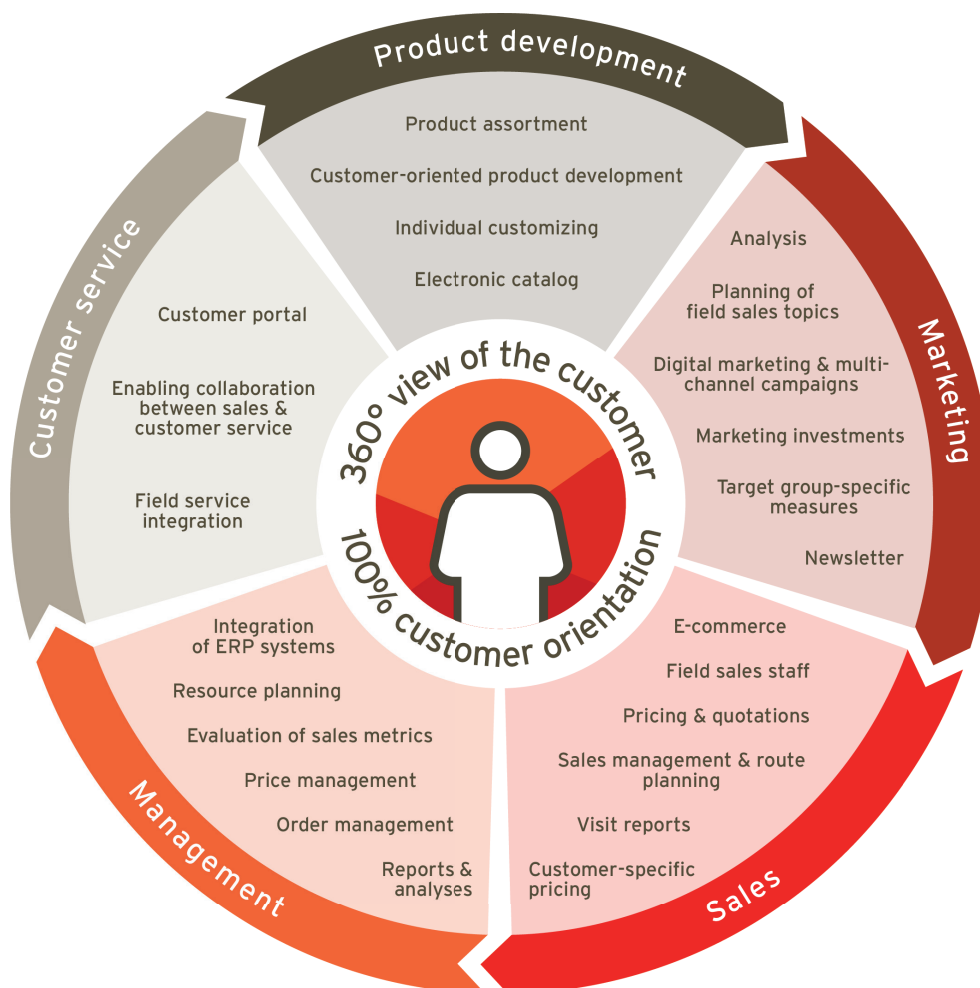 Product development
Product assortment
Customer-oriented product development
Individual customizing
Electronic catalog
Marketing
Analysis
Planning of
field sales topics
Digital marketing & multi-
channel campaigns
Marketing investments
Target group-specific
measures
Newsletter
Sales
E-commerce
Field sales staff
Pricing & quotations
Sales management & route
planning
Visit reports
Customer-specific
pricing
Management
Integration
of ERP systems
Resource planning
Evaluation of sales metrics
Price management
Order management
Reports &
analyses
Customer service
Customer portal
Enabling collaboration
between sales &
customer service
Field service
integration
360° view of the customer
100% customer orientation